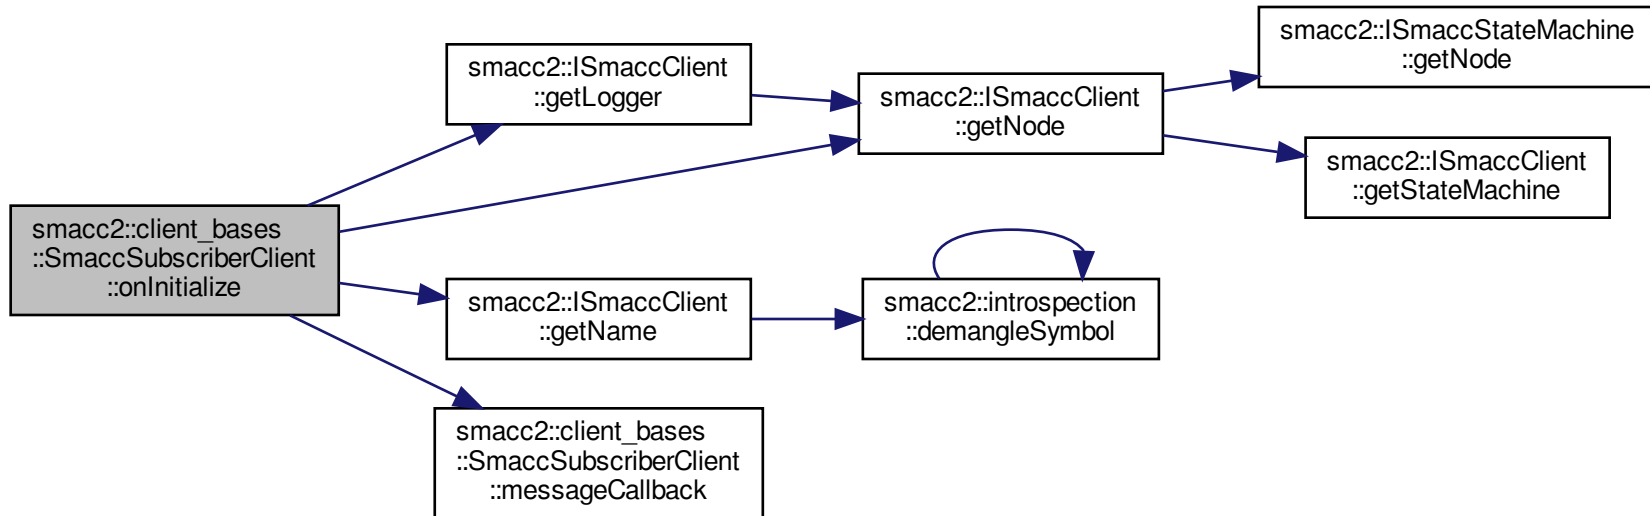 smacc2::client_bases
::SmaccSubscriberClient
::onInitialize
smacc2::ISmaccClient
::getLogger
smacc2::ISmaccClient
::getNode
smacc2::ISmaccStateMachine
::getNode
smacc2::ISmaccClient
::getStateMachine
smacc2::ISmaccClient
::getName
smacc2::introspection
::demangleSymbol
smacc2::client_bases
::SmaccSubscriberClient
::messageCallback